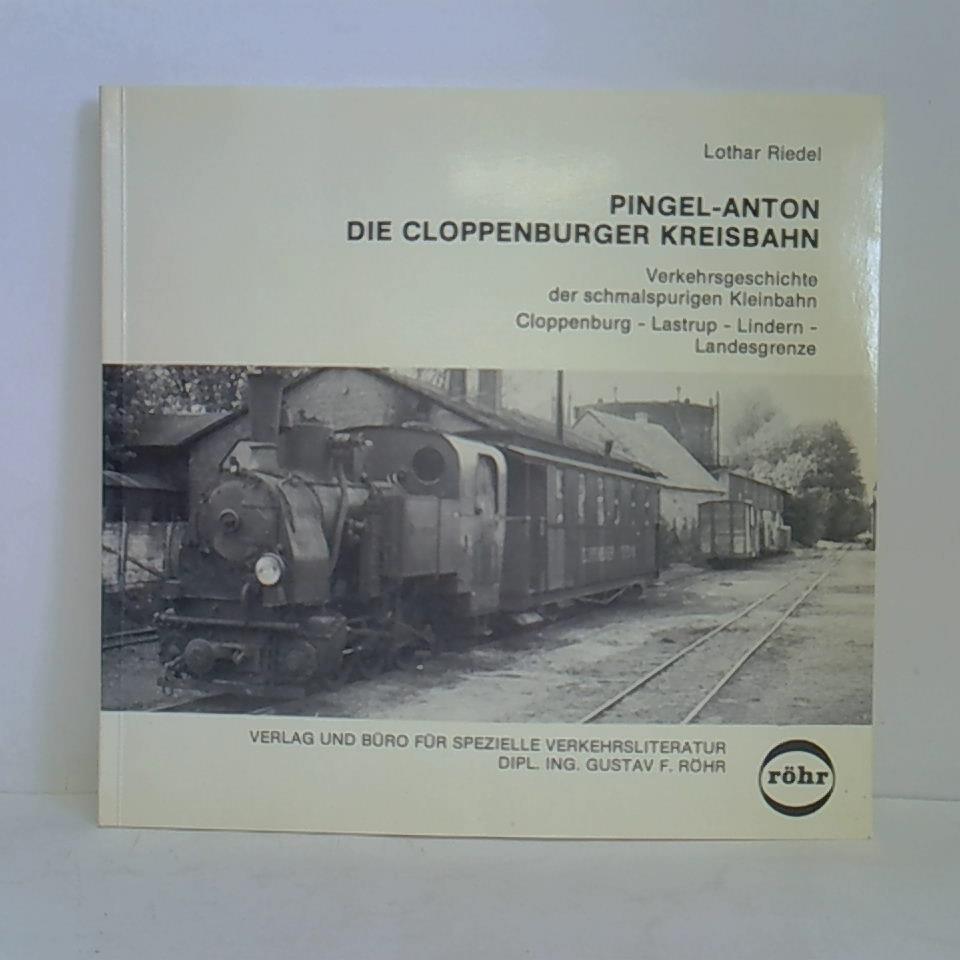 Lothar Riedel
PINGEL-ANTON
DIE CLOPPENBURGER KREISBAHN
Verkehrsgeschichte
der schmalspurigen Kleinbahn
Cloppenburg - Lastrup - Lindern -
Landesgrenze
VERLAG UND BÜRO FÜR SPEZIELLE VERKEHRSLITERATUR
DIPL. ING. GUSTAV F. RÖHR
röhr